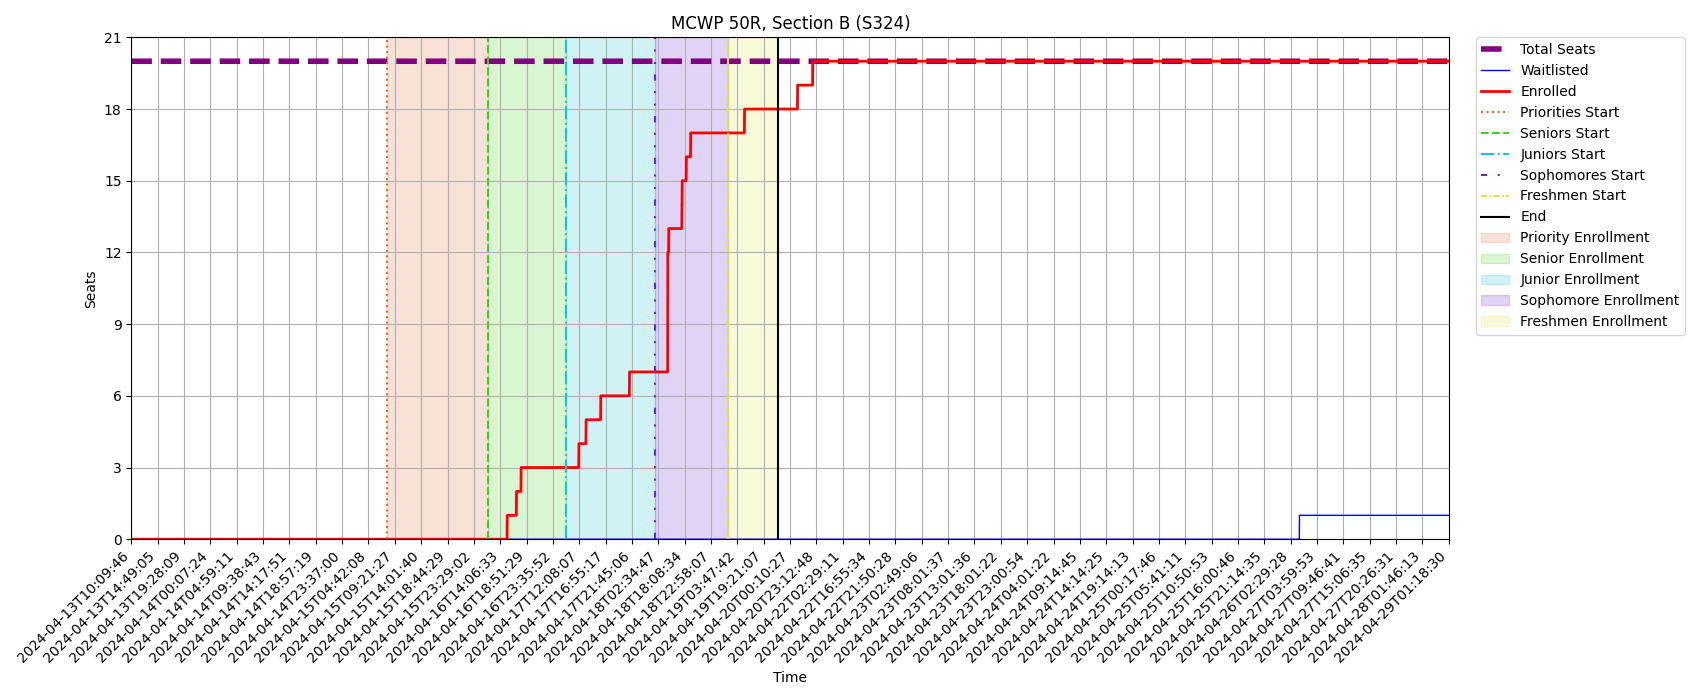 MCWP 50R, Section B (S324)
21
18
15
12
9
6
3
0
Seats
2024-04-13T10:09:46
2024-04-13T14:49:05
2024-04-13T19:28:09
2024-04-14T00:07:24
2024-04-14T04:59:11
2024-04-14T09:38:43
2024-04-14T14:17:51
2024-04-14T18:57:19
2024-04-14T23:37:00
2024-04-15T04:42:08
2024-04-15T09:21:27
2024-04-15T14:01:40
2024-04-15T18:44:29
2024-04-15T23:29:02
2024-04-16T14:06:33
2024-04-16T18:51:29
2024-04-16T23:35:52
2024-04-17T12:08:07
2024-04-17T16:55:17
2024-04-17T21:45:06
2024-04-18T02:34:47
2024-04-18T18:08:34
2024-04-18T22:58:07
2024-04-19T03:47:42
2024-04-19T19:21:07
2024-04-20T00:10:27
2024-04-20T23:12:48
2024-04-22T02:29:11
2024-04-22T16:55:34
2024-04-22T21:50:28
2024-04-23T02:49:06
2024-04-23T08:01:37
2024-04-23T13:01:36
2024-04-23T18:01:22
2024-04-23T23:00:54
2024-04-24T04:01:22
2024-04-24T09:14:45
2024-04-24T14:14:25
2024-04-24T19:14:13
2024-04-25T00:17:46
2024-04-25T05:41:11
2024-04-25T10:50:53
2024-04-25T16:00:46
2024-04-25T21:14:35
2024-04-26T02:29:28
2024-04-27T03:59:53
2024-04-27T09:46:41
2024-04-27T15:06:35
2024-04-27T20:26:31
2024-04-28T01:46:13
2024-04-29T01:18:30
Time
Total Seats
Waitlisted
Enrolled
Priorities Start
Seniors Start
Juniors Start
Sophomores Start
Freshmen Start
End
Priority Enrollment
Senior Enrollment
Junior Enrollment
Sophomore Enrollment
Freshmen Enrollment